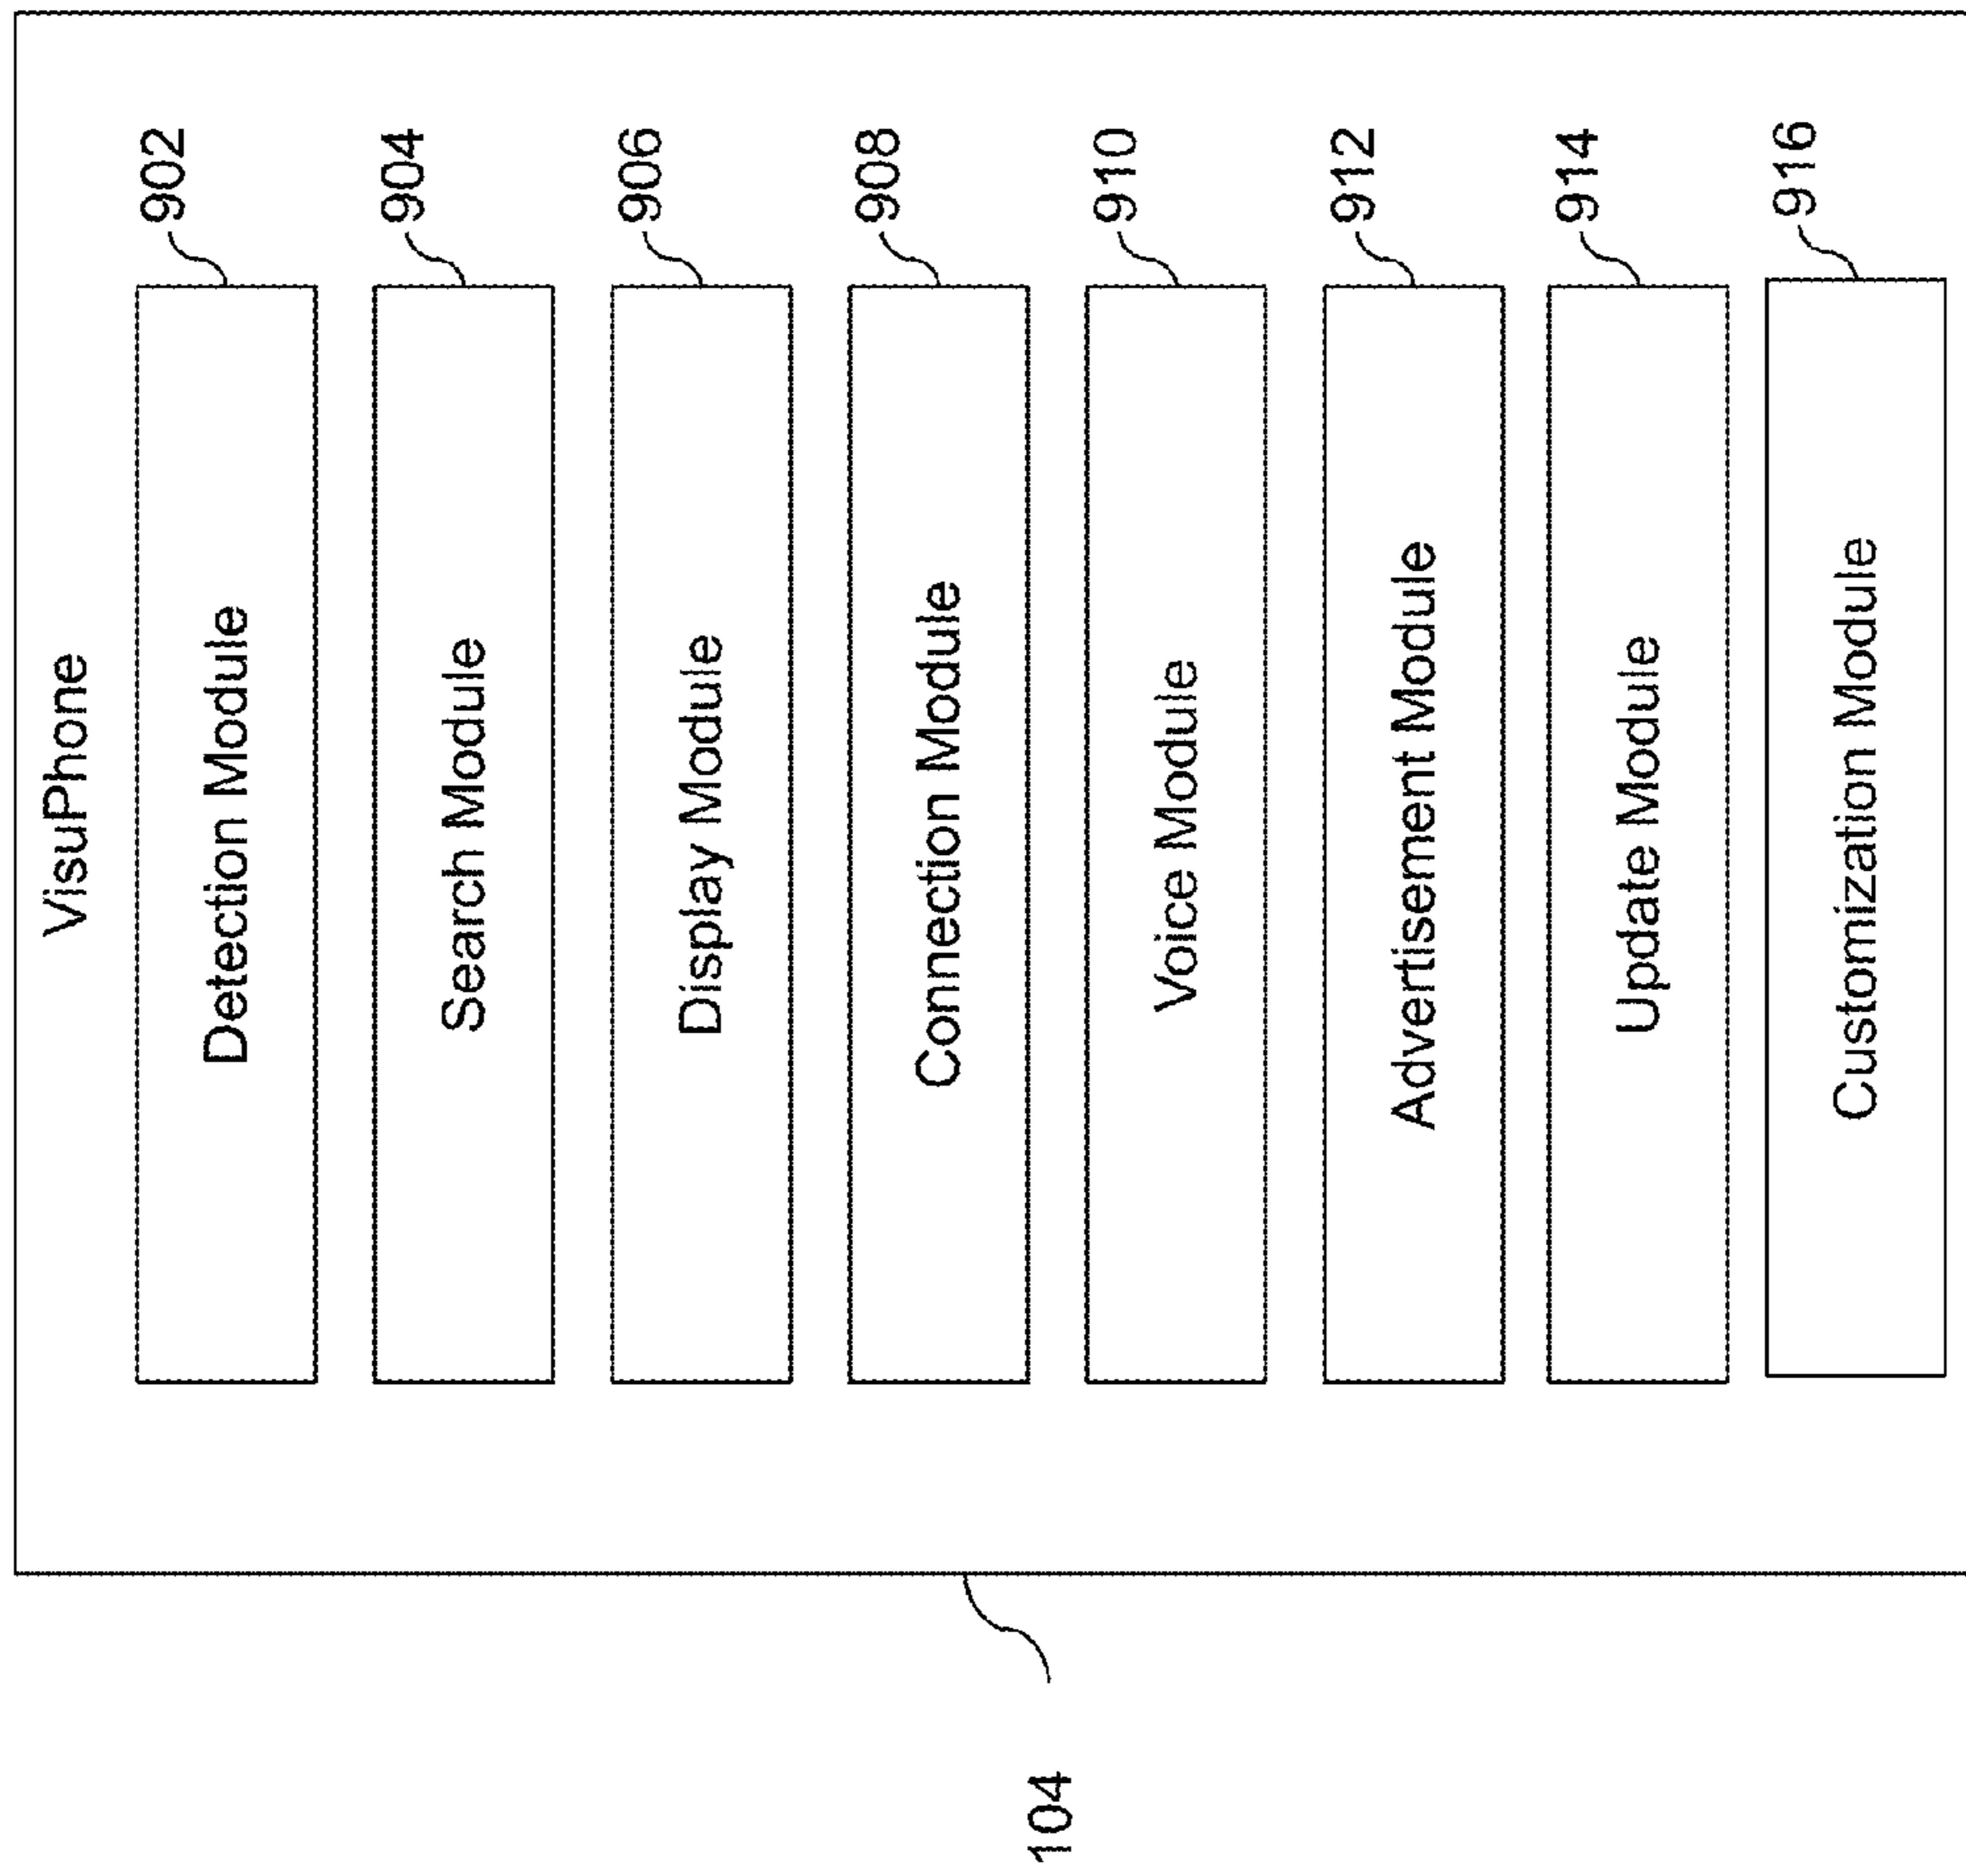 VisuPhone
902
Detection Module
904
Search Module
906
Display Module
908
Connection Module
910
Voice Module
912
Advertisement Module
914
Update Module
916
Customization Module
104